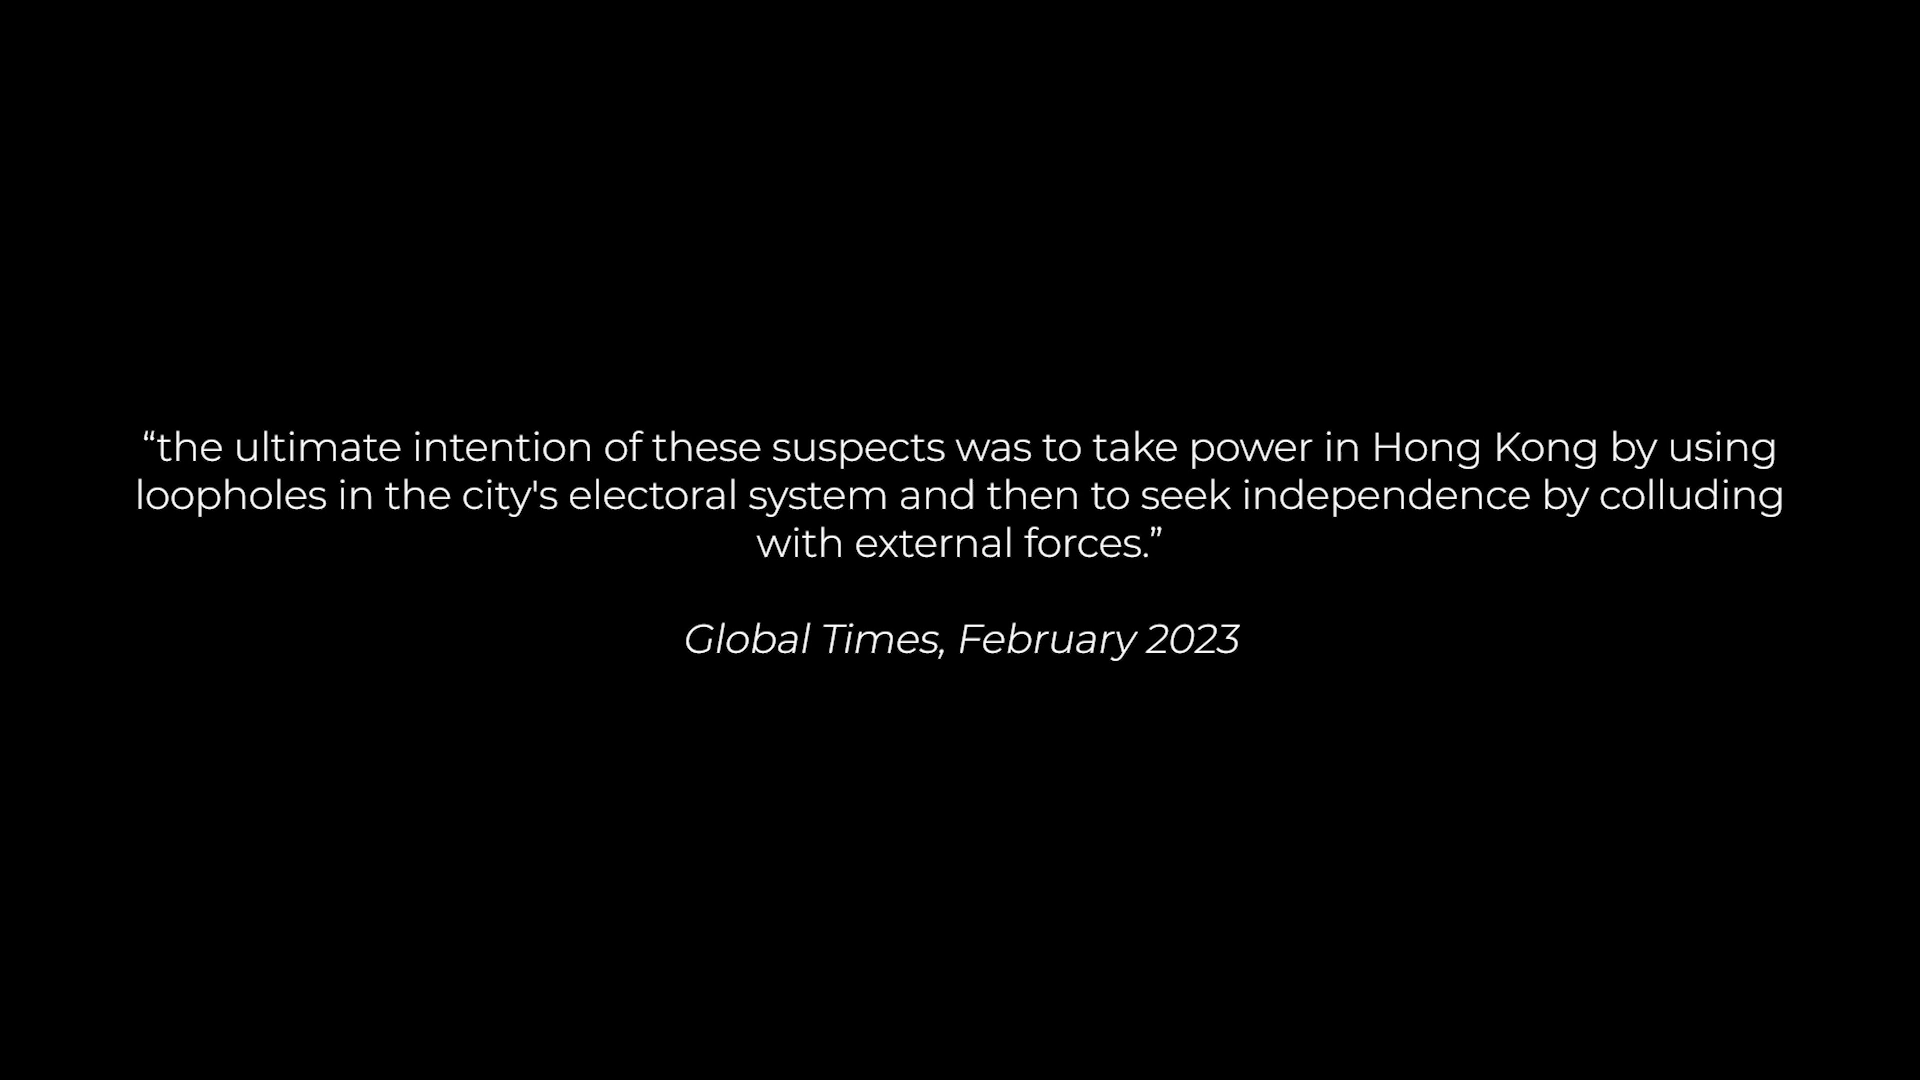 “the ultimate intention of these suspects was to take power in Hong Kong by using
loopholes in the city's electoral system and then to seek independence by colluding
with external forces.”
Global Times, February 2023